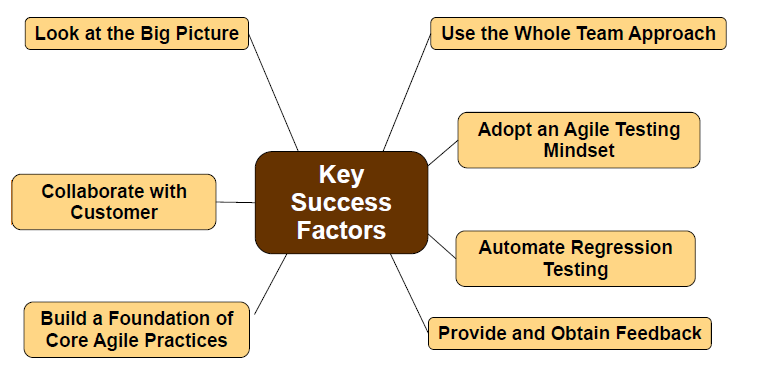 Look at the Big Picture
Use the Whole Team Approach
Adopt an Agile Testing
Mindset
Key
Success
Factors
Collaborate with
Customer
Automate Regression
Testing
Build a Foundation of
Core Agile Practices
Provide and Obtain Feedback